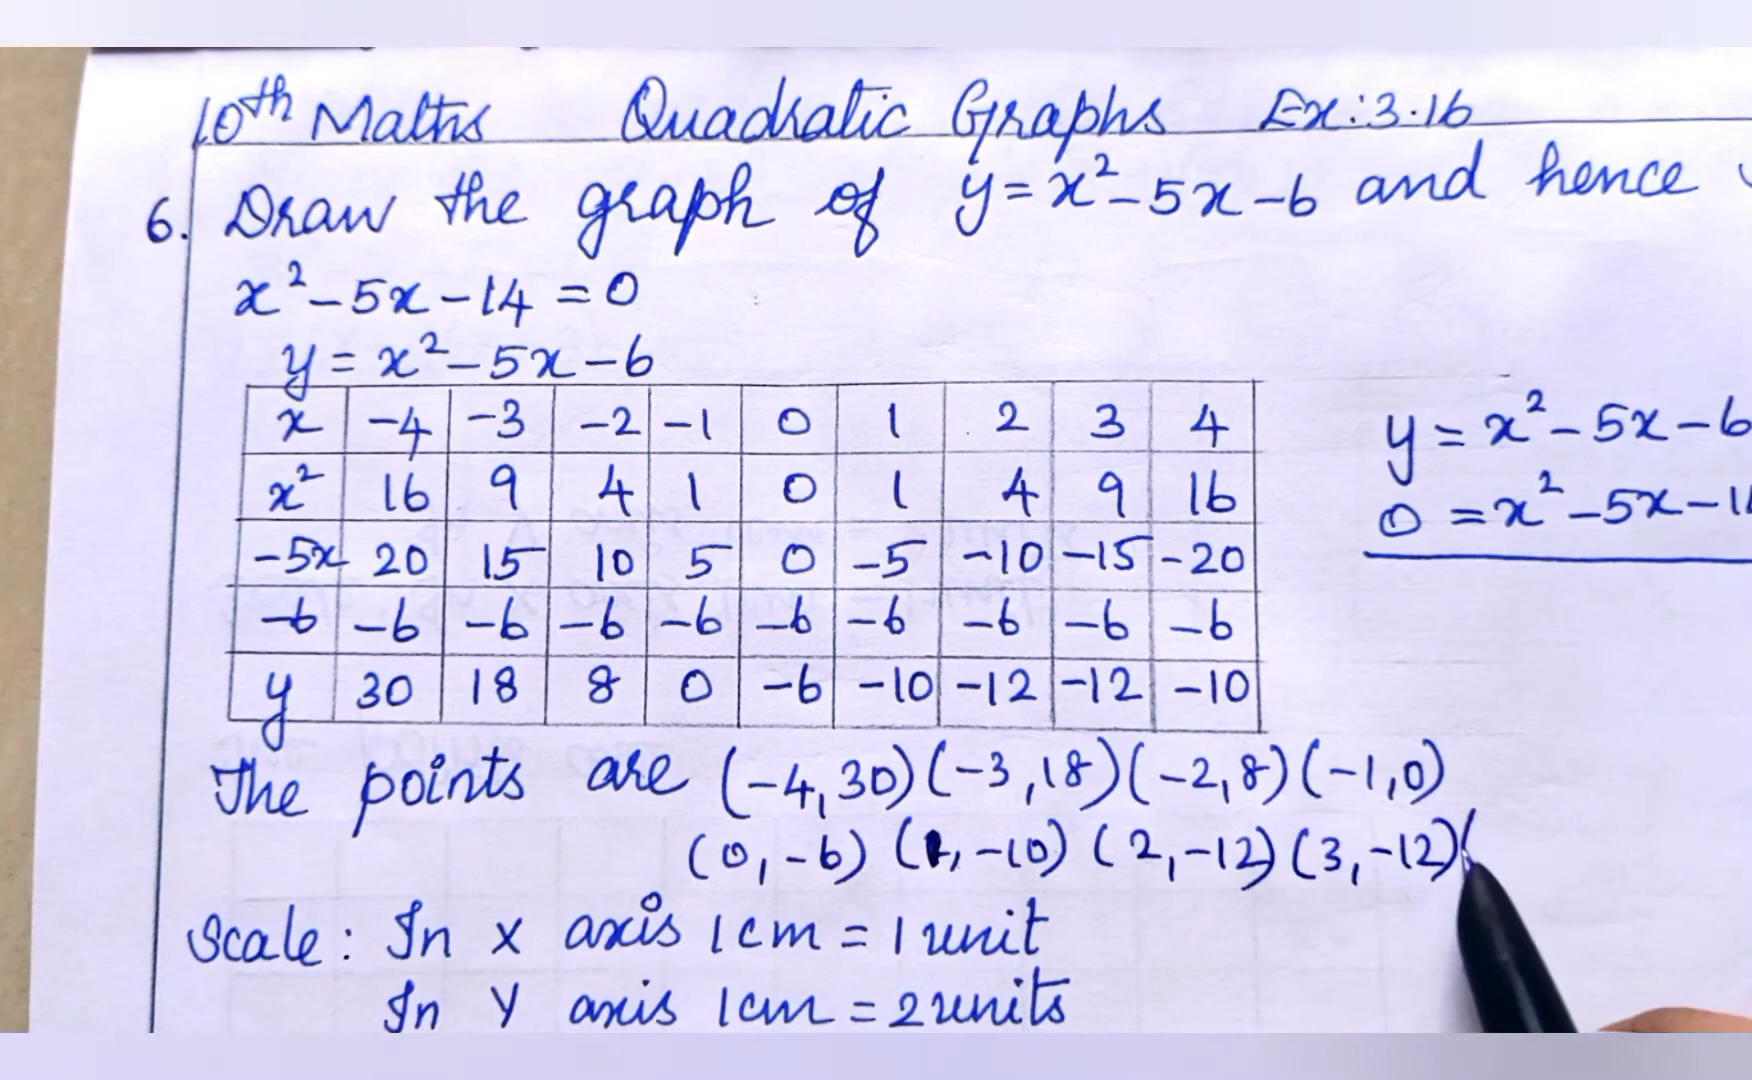 10th Maths Quadratic Graphs Ex:3.16
6. Draw the graph of y = x² - 5x - 6 and hence
x² - 5x - 14 = 0
y = x² - 5x - 6
x -4 -3 -2 -1 0 1 2 3 4
x² 16 9 4 1 0 1 4 9 16
-5x 20 15 10 5 0 -5 -10 -15 -20
-6 -6 -6 -6 -6 -6 -6 -6 -6 -6
y 30 18 8 0 -6 -10 -12 -12 -10
y = x² - 5x - 6
0 = x² - 5x - 1
The points are (-4,30) (-3,18) (-2,8) (-1,0)
(0,-6) (1,-10) (2,-12) (3,-12) (
Scale: In X axis 1cm = 1 unit
In Y axis 1cm = 2 units